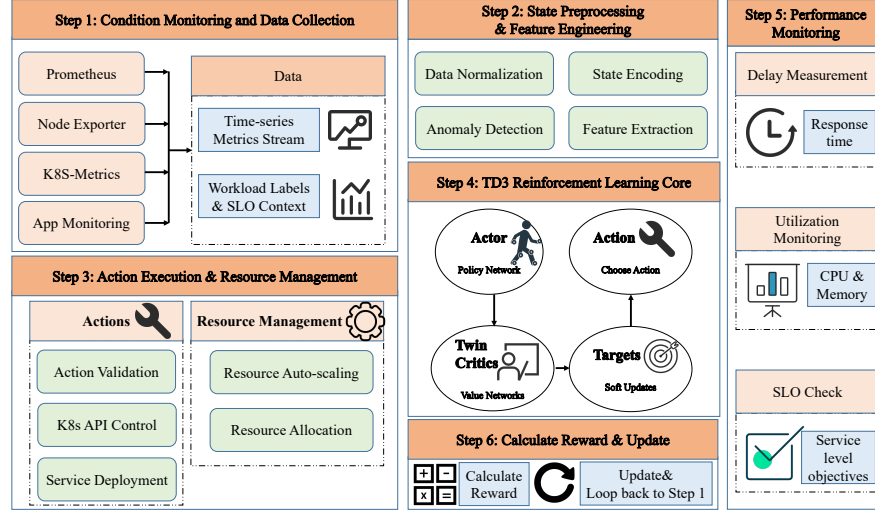 Step 1: Condition Monitoring and Data Collection
Prometheus
Node Exporter
K8S-Metrics
App Monitoring
Data
Time-series
Metrics Stream
Workload Labels
& SLO Context
Step 2: State Preprocessing
& Feature Engineering
Data Normalization
State Encoding
Anomaly Detection
Feature Extraction
Step 3: Action Execution & Resource Management
Actions
Action Validation
K8s API Control
Service Deployment
Resource Management
Resource Auto-scaling
Resource Allocation
Step 4: TD3 Reinforcement Learning Core
Actor
Policy Network
Action
Choose Action
Twin
Critics
Value Networks
Targets
Soft Updates
Step 5: Performance
Monitoring
Delay Measurement
Response
time
Utilization
Monitoring
CPU &
Memory
SLO Check
Service
level
objectives
Step 6: Calculate Reward & Update
+ -
x =
Calculate
Reward
Update&
Loop back to Step 1